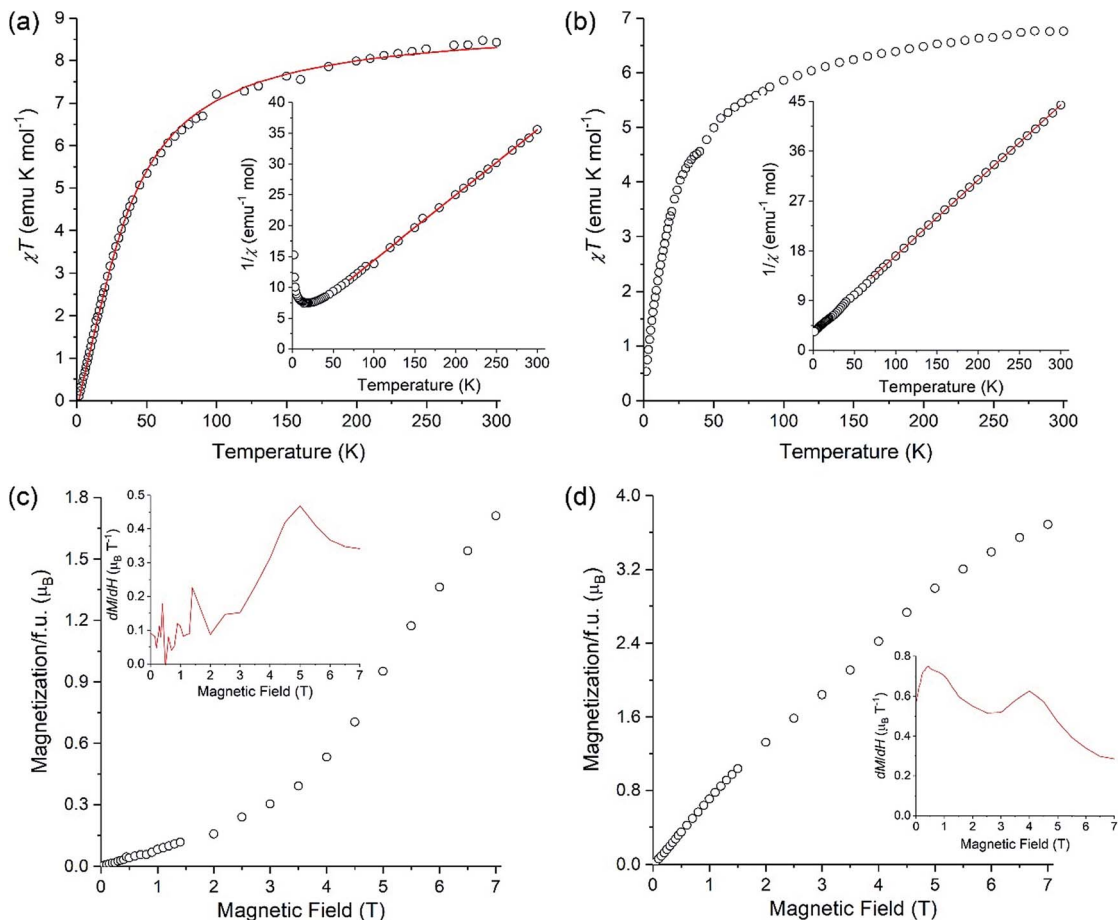 (a)
9
8
7
6
5
4
3
2
1
0
χT (emu K mol⁻¹)
0 50 100 150 200 250 300
Temperature (K)
40
35
30
25
20
15
10
5
0
1/χ (emu⁻¹ mol)
0 50 100 150 200 250 300
Temperature (K)
(b)
7
6
5
4
3
2
1
0
χT (emu K mol⁻¹)
0 50 100 150 200 250 300
Temperature (K)
45
36
27
18
9
0
1/χ (emu⁻¹ mol)
0 50 100 150 200 250 300
Temperature (K)
(c)
1.8
1.5
1.2
0.9
0.6
0.3
0.0
Magnetization/f.u. (μB)
0 1 2 3 4 5 6 7
Magnetic Field (T)
0.5
0.4
0.3
0.2
0.1
0.0
dM/dH (μB T⁻¹)
0 1 2 3 4 5 6 7
Magnetic Field (T)
(d)
4.0
3.2
2.4
1.6
0.8
0.0
Magnetization/f.u. (μB)
0 1 2 3 4 5 6 7
Magnetic Field (T)
0.8
0.6
0.4
0.2
0.0
dM/dH (μB T⁻¹)
0 1 2 3 4 5 6 7
Magnetic Field (T)